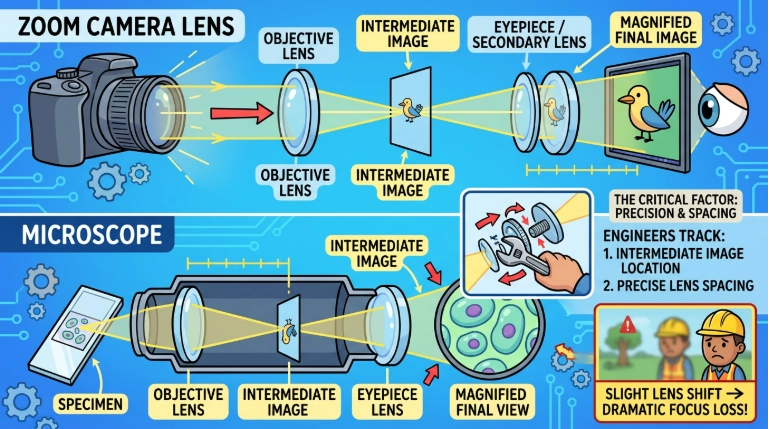 ZOOM CAMERA LENS
OBJECTIVE
LENS
INTERMEDIATE
IMAGE
EYEPIECE /
SECONDARY LENS
MAGNIFIED
FINAL IMAGE
OBJECTIVE
LENS
INTERMEDIATE
IMAGE
MICROSCOPE
INTERMEDIATE
IMAGE
SPECIMEN
OBJECTIVE
LENS
INTERMEDIATE
IMAGE
EYEPIECE
LENS
MAGNIFIED
FINAL VIEW
THE CRITICAL FACTOR:
PRECISION & SPACING
ENGINEERS TRACK:
1. INTERMEDIATE IMAGE
LOCATION
2. PRECISE LENS SPACING
SLIGHT LENS SHIFT →
DRAMATIC FOCUS LOSS!